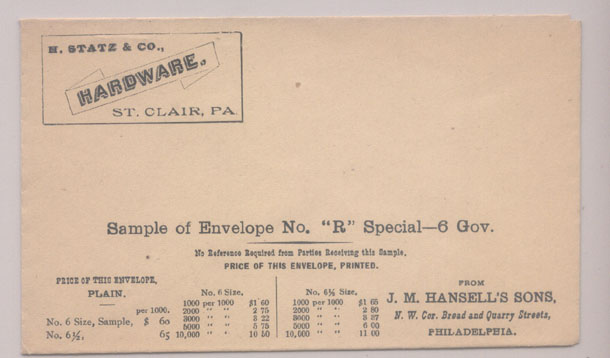 H. STATZ & CO.,
HARDWARE.
ST. CLAIR, PA.
Sample of Envelope No. "R" Special—6 Gov.
No Reference Required from Parties Receiving this Sample.
PRICE OF THIS ENVELOPE, PRINTED.
PRICE OF THIS ENVELOPE,
PLAIN.
per 1000.
No. 6 Size, Sample, $ 60
No. 6½, 65
No. 6 Size.
1000 per 1000 $1 60
2000 " " 2 75
3000 " " 3 22
5000 " " 5 75
10,000 " " 10 50
No. 6½ Size.
1000 per 1000 $1 65
2000 " " 2 80
3000 " " 3 37
5000 " " 6 00
10,000 " " 11 00
FROM
J. M. HANSELL'S SONS,
N. W. Cor. Broad and Quarry Streets,
PHILADELPHIA.